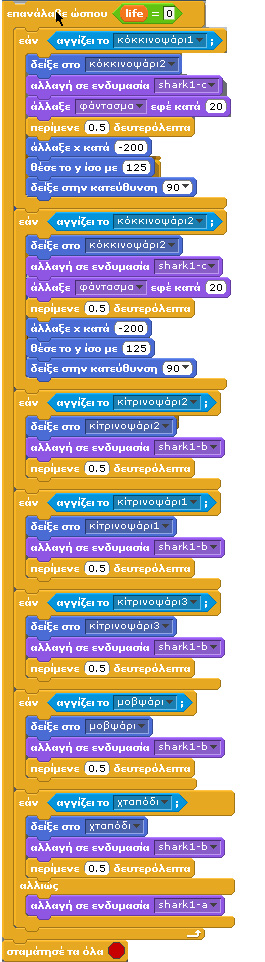 επανάλαβε ώσπου life = 0
εάν αγγίζει το κόκκινοψάρι1 ;
δείξε στο κόκκινοψάρι2
αλλαγή σε ενδυμασία shark1-c
άλλαξε φάντασμα εφέ κατά 20
περίμενε 0.5 δευτερόλεπτα
άλλαξε x κατά -200
θέσε το y ίσο με 125
δείξε στην κατεύθυνση 90
εάν αγγίζει το κόκκινοψάρι2 ;
δείξε στο κόκκινοψάρι2
αλλαγή σε ενδυμασία shark1-c
άλλαξε φάντασμα εφέ κατά 20
περίμενε 0.5 δευτερόλεπτα
άλλαξε x κατά -200
θέσε το y ίσο με 125
δείξε στην κατεύθυνση 90
εάν αγγίζει το κίτρινοψάρι2 ;
δείξε στο κίτρινοψάρι2
αλλαγή σε ενδυμασία shark1-b
περίμενε 0.5 δευτερόλεπτα
εάν αγγίζει το κίτρινοψάρι1 ;
δείξε στο κίτρινοψάρι1
αλλαγή σε ενδυμασία shark1-b
περίμενε 0.5 δευτερόλεπτα
εάν αγγίζει το κίτρινοψάρι3 ;
δείξε στο κίτρινοψάρι3
αλλαγή σε ενδυμασία shark1-b
περίμενε 0.5 δευτερόλεπτα
εάν αγγίζει το μοβψάρι ;
δείξε στο μοβψάρι
αλλαγή σε ενδυμασία shark1-b
περίμενε 0.5 δευτερόλεπτα
εάν αγγίζει το χταπόδι ;
δείξε στο χταπόδι
αλλαγή σε ενδυμασία shark1-b
περίμενε 0.5 δευτερόλεπτα
αλλιώς
αλλαγή σε ενδυμασία shark1-a
σταμάτησε τα όλα